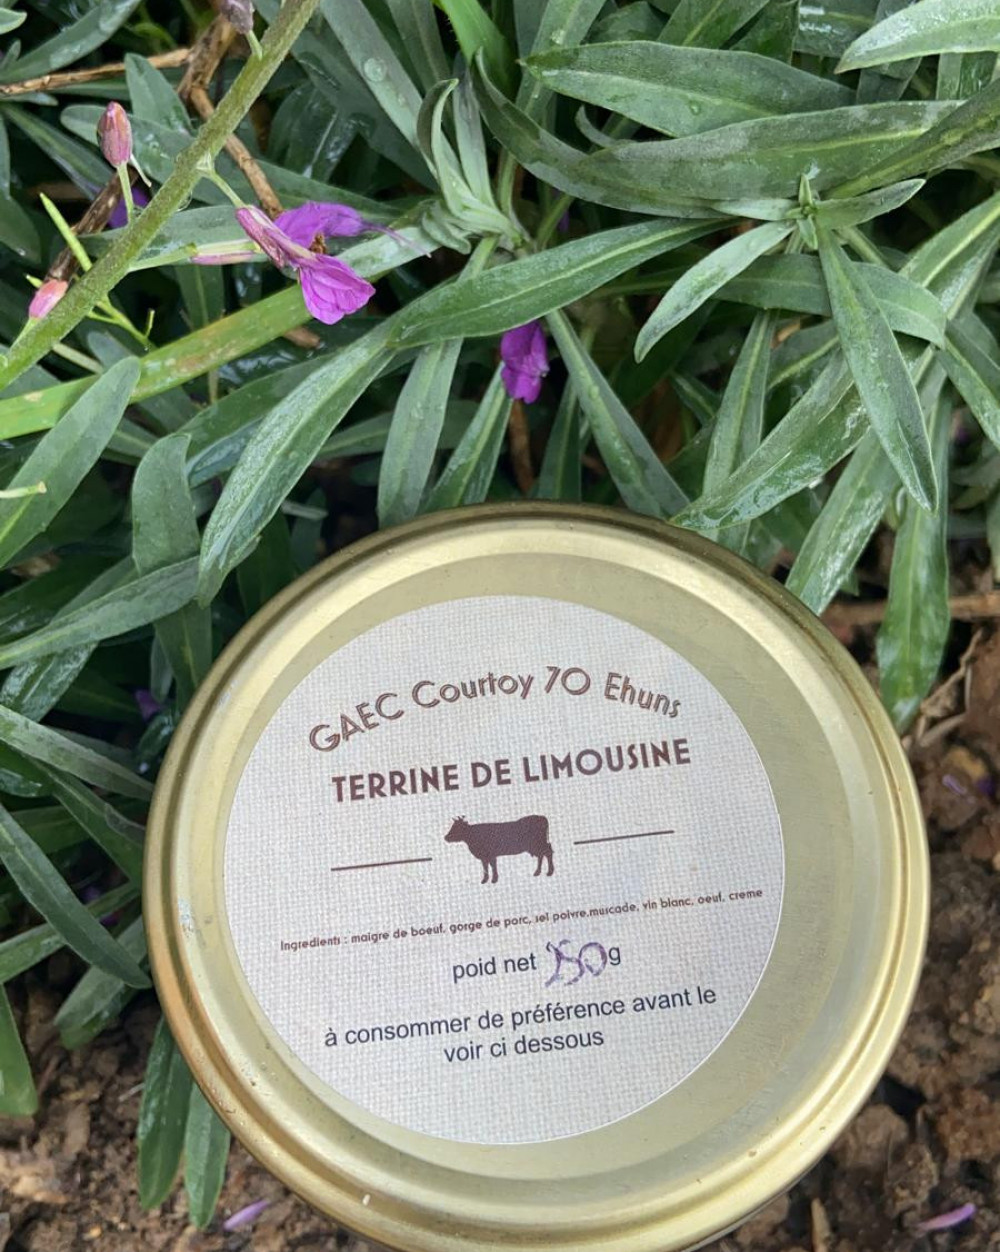 GAEC Courtoy 70 Ehuns
TERRINE DE LIMOUSINE
Ingredients : maigre de boeuf, gorge de porc, sel poivre,muscade, vin blanc, oeuf, creme
poid net 250g
à consommer de préférence avant le
voir ci dessous